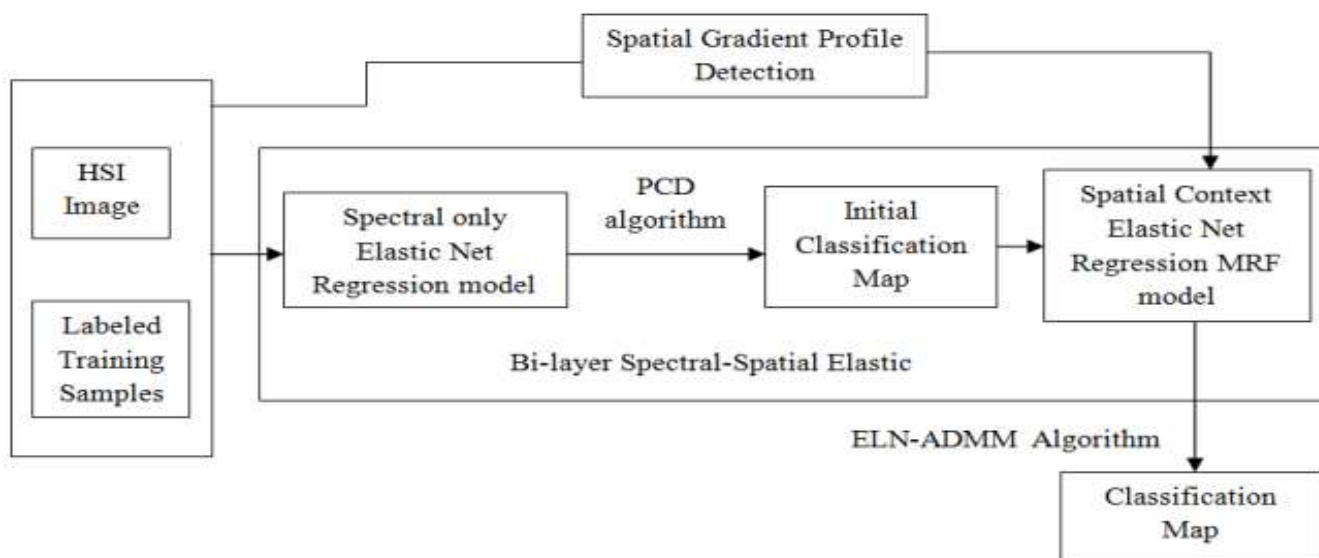 Spatial Gradient Profile
Detection
HSI
Image
Labeled
Training
Samples
Spectral only
Elastic Net
Regression model
PCD
algorithm
Initial
Classification
Map
Spatial Context
Elastic Net
Regression MRF
model
Bi-layer Spectral-Spatial Elastic
ELN-ADMM Algorithm
Classification
Map